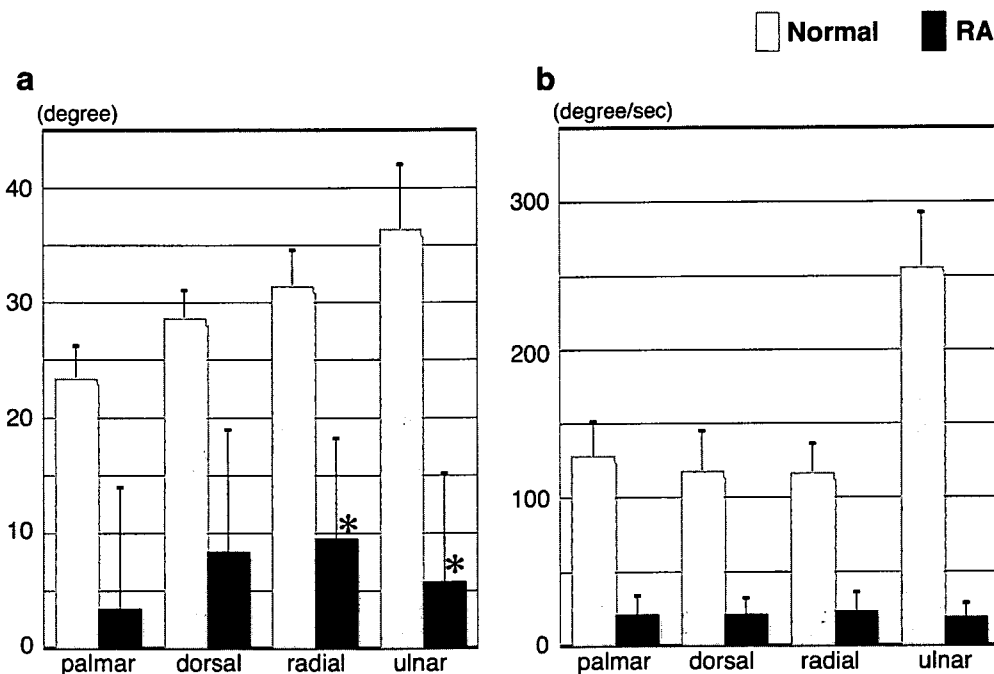 Normal RA
a
(degree)
40
30
20
10
0
palmar dorsal radial ulnar
*
*
b
(degree/sec)
300
200
100
0
palmar dorsal radial ulnar